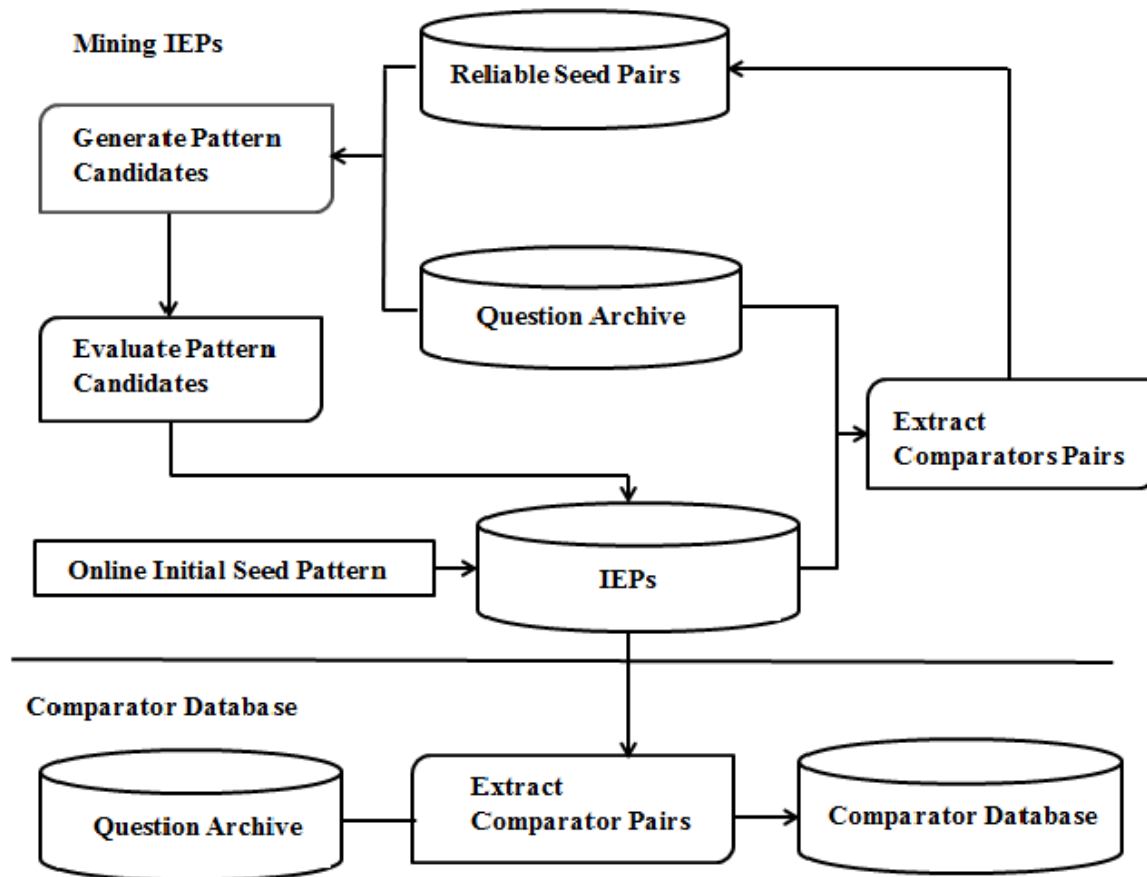 Mining IEPs
Reliable Seed Pairs
Generate Pattern
Candidates
Question Archive
Evaluate Pattern
Candidates
Extract
Comparators Pairs
Online Initial Seed Pattern
IEPs
Comparator Database
Question Archive
Extract
Comparator Pairs
Comparator Database